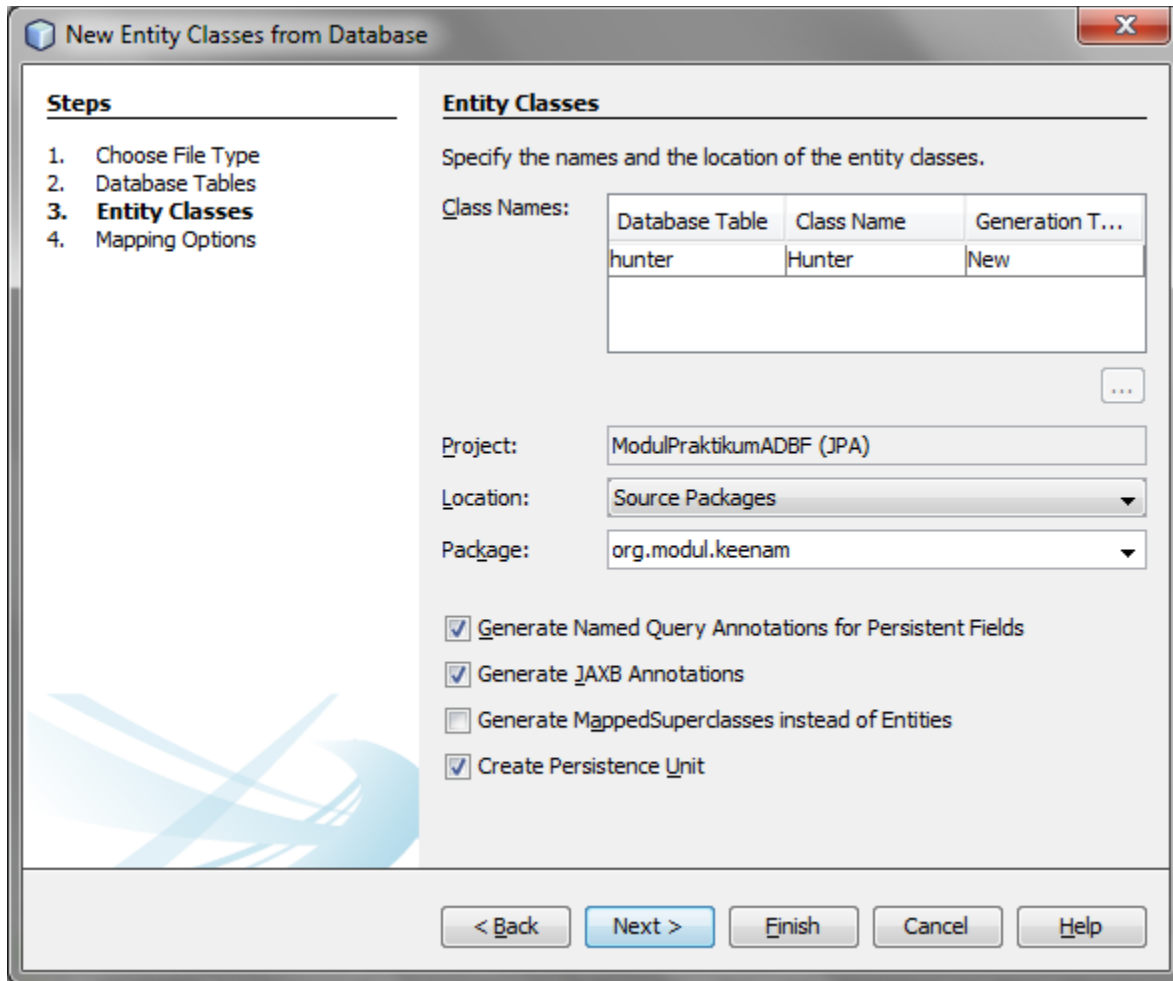 New Entity Classes from Database
Steps
1. Choose File Type
2. Database Tables
3. Entity Classes
4. Mapping Options
Entity Classes
Specify the names and the location of the entity classes.
Class Names:
Database Table Class Name Generation T...
hunter Hunter New
...
Project: ModulPraktikumADBF (JPA)
Location: Source Packages
Package: org.modul.keenam
Generate Named Query Annotations for Persistent Fields
Generate JAXB Annotations
Generate MappedSuperclasses instead of Entities
Create Persistence Unit
< Back Next > Finish Cancel Help